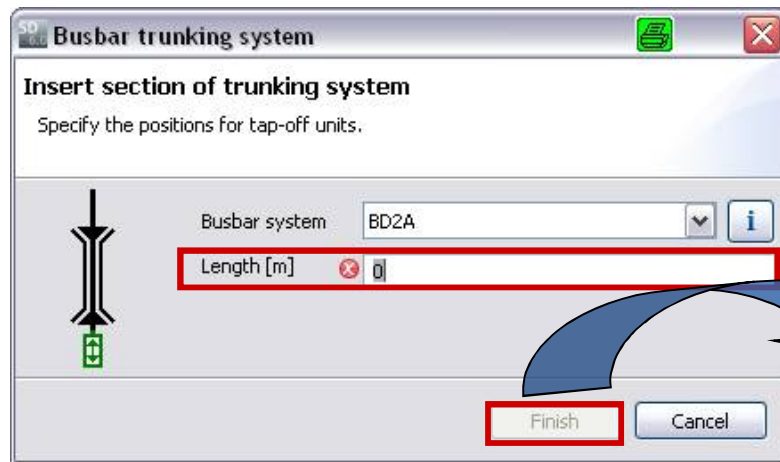 Busbar trunking system
Insert section of trunking system
Specify the positions for tap-off units.
Busbar system BD2A i
Length [m] 0
Finish Cancel